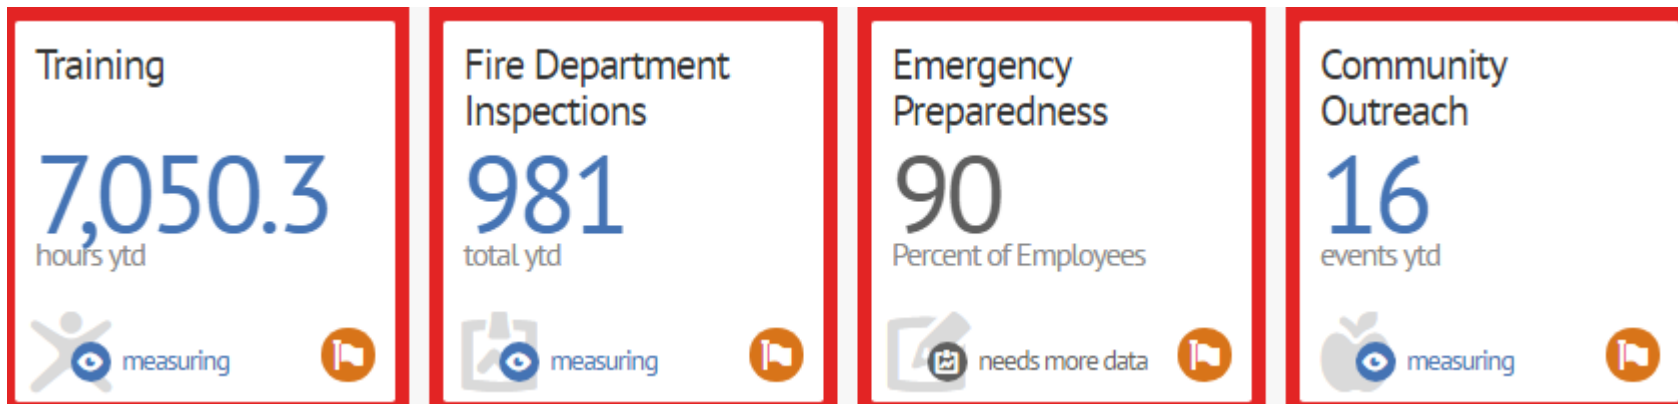 Training
7,050.3
hours ytd
measuring
Fire Department
Inspections
981
total ytd
measuring
Emergency
Preparedness
90
Percent of Employees
needs more data
Community
Outreach
16
events ytd
measuring